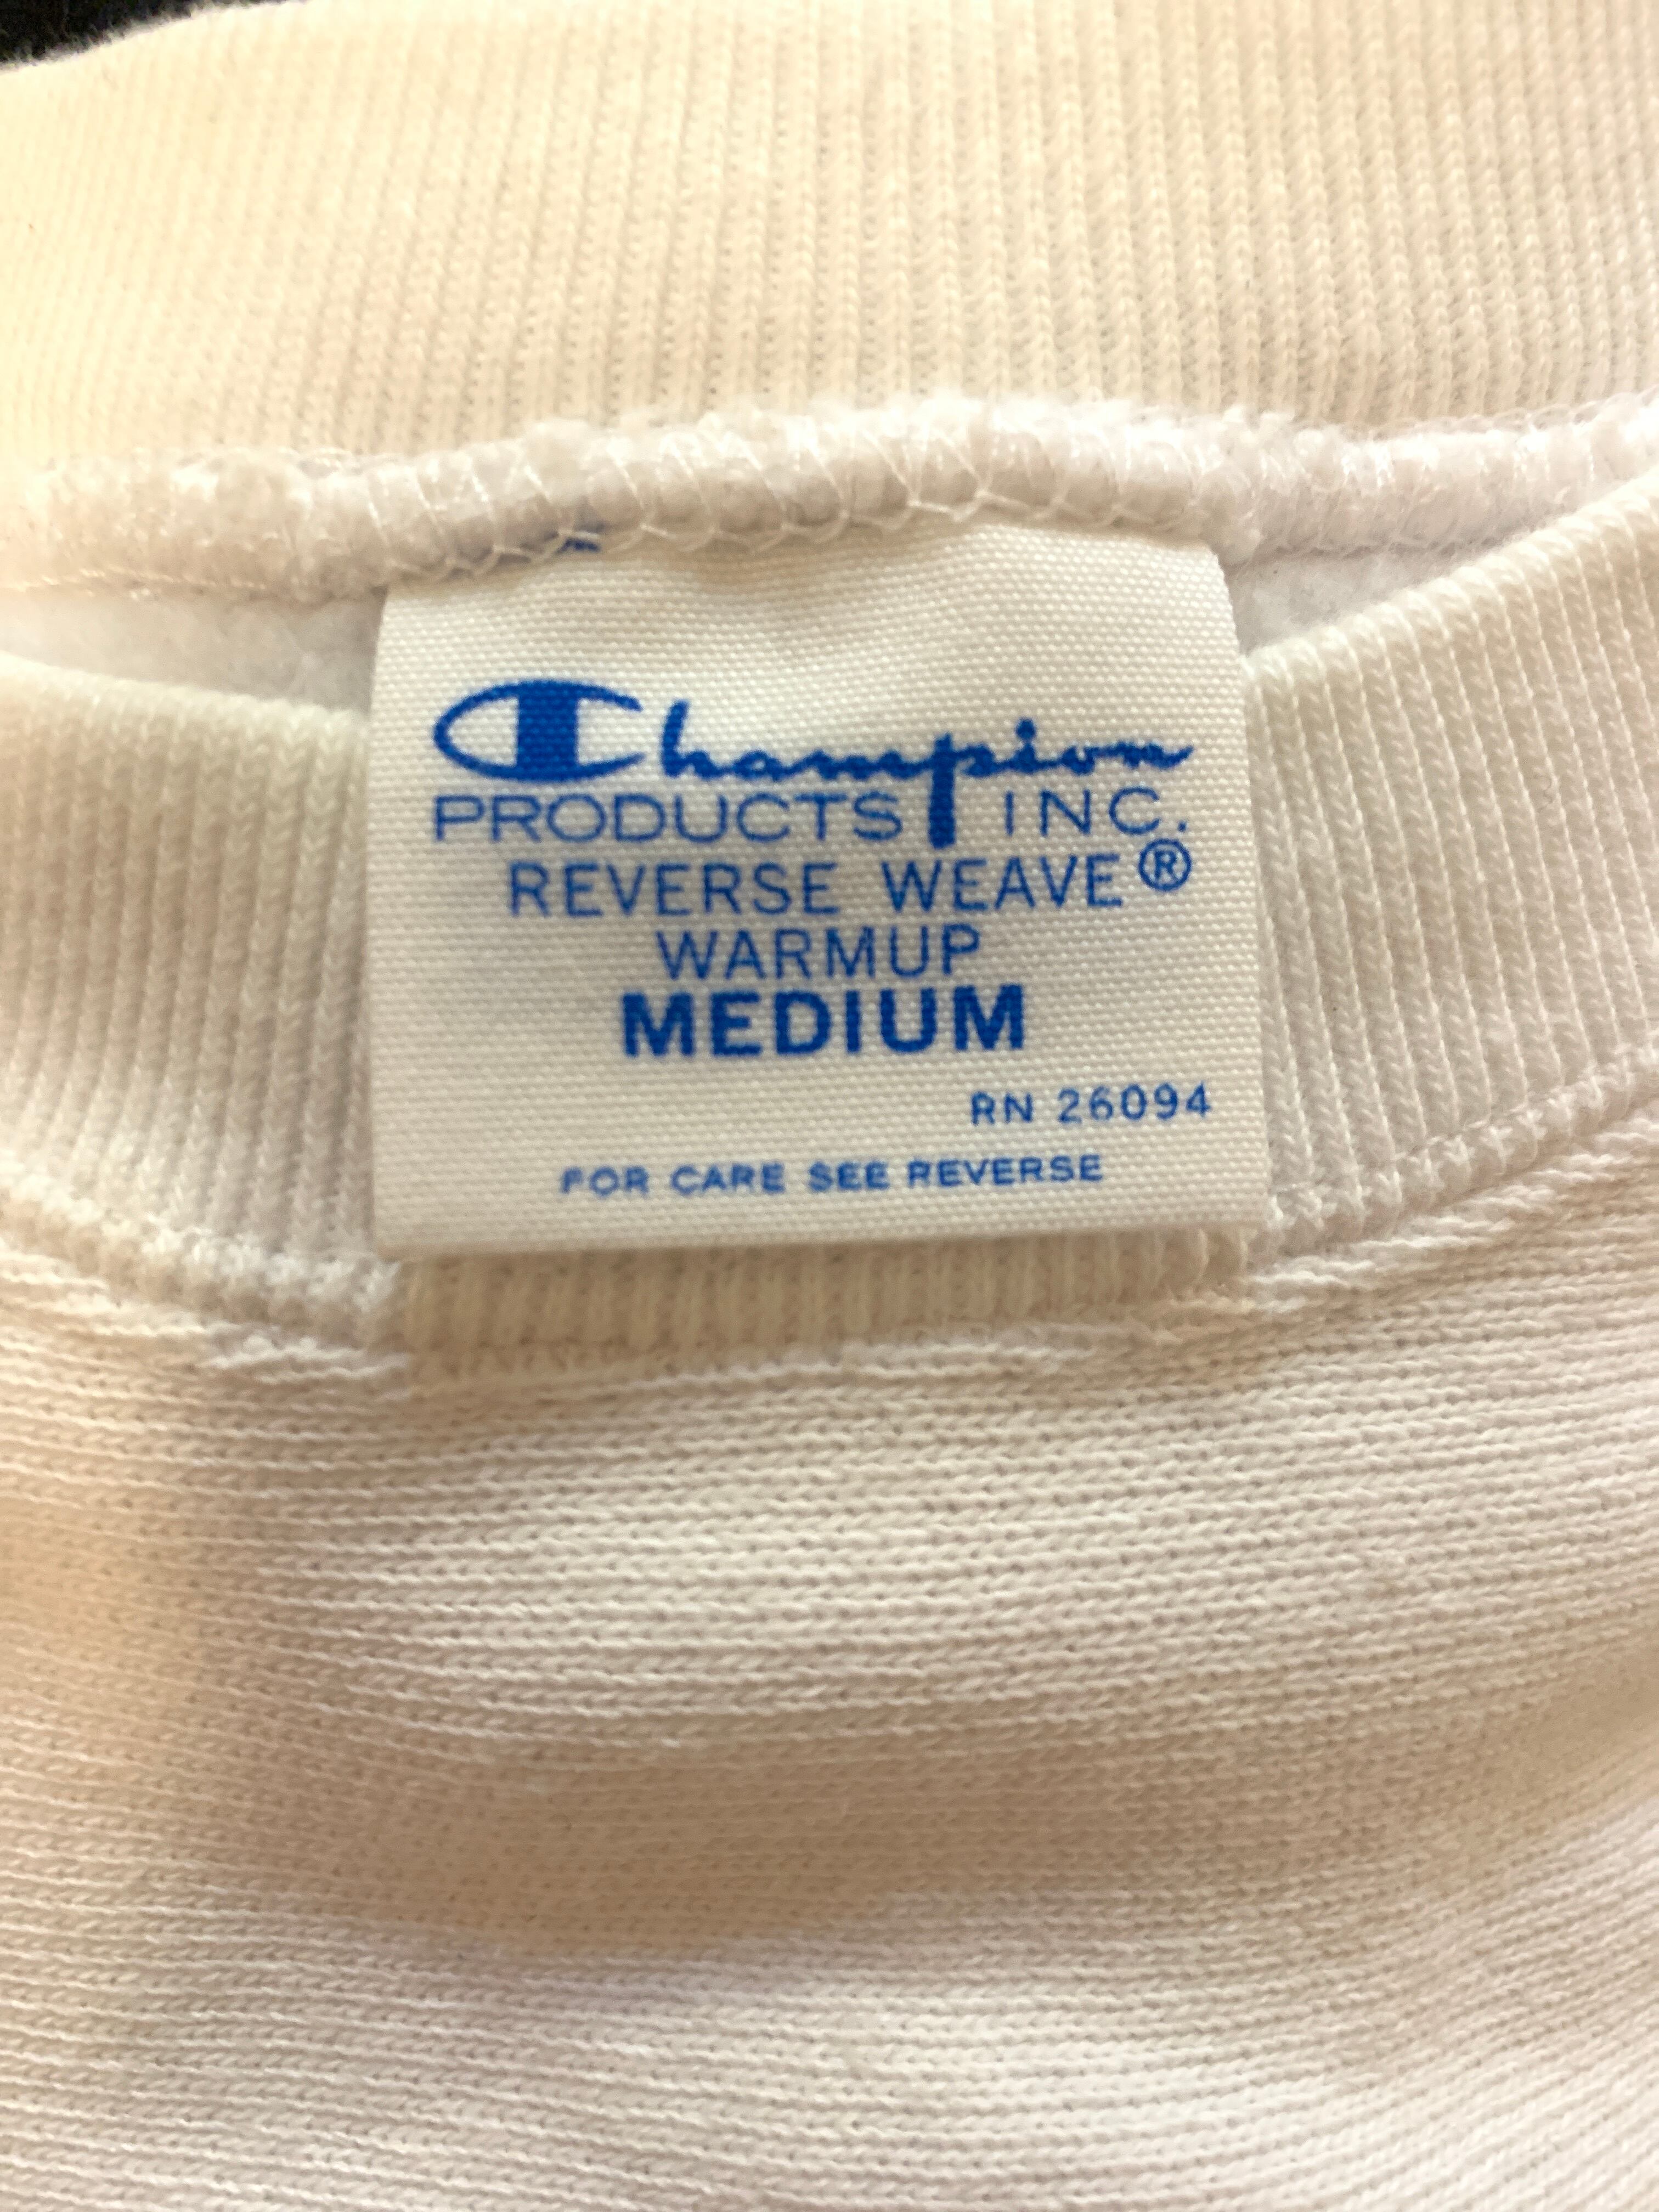 Champion
PRODUCTS INC.
REVERSE WEAVE®
WARMUP
MEDIUM
RN 26094
FOR CARE SEE REVERSE